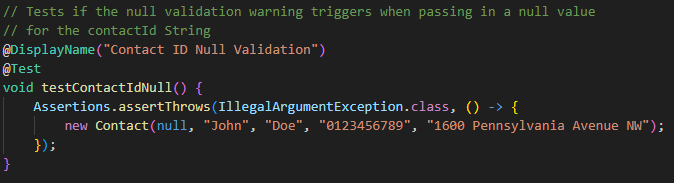 // Tests if the null validation warning triggers when passing in a null value
// for the contactId String
@DisplayName("Contact ID Null Validation")
@Test
void testContactIdNull() {
    Assertions.assertThrows(IllegalArgumentException.class, () -> {
        new Contact(null, "John", "Doe", "0123456789", "1600 Pennsylvania Avenue NW");
    });
}